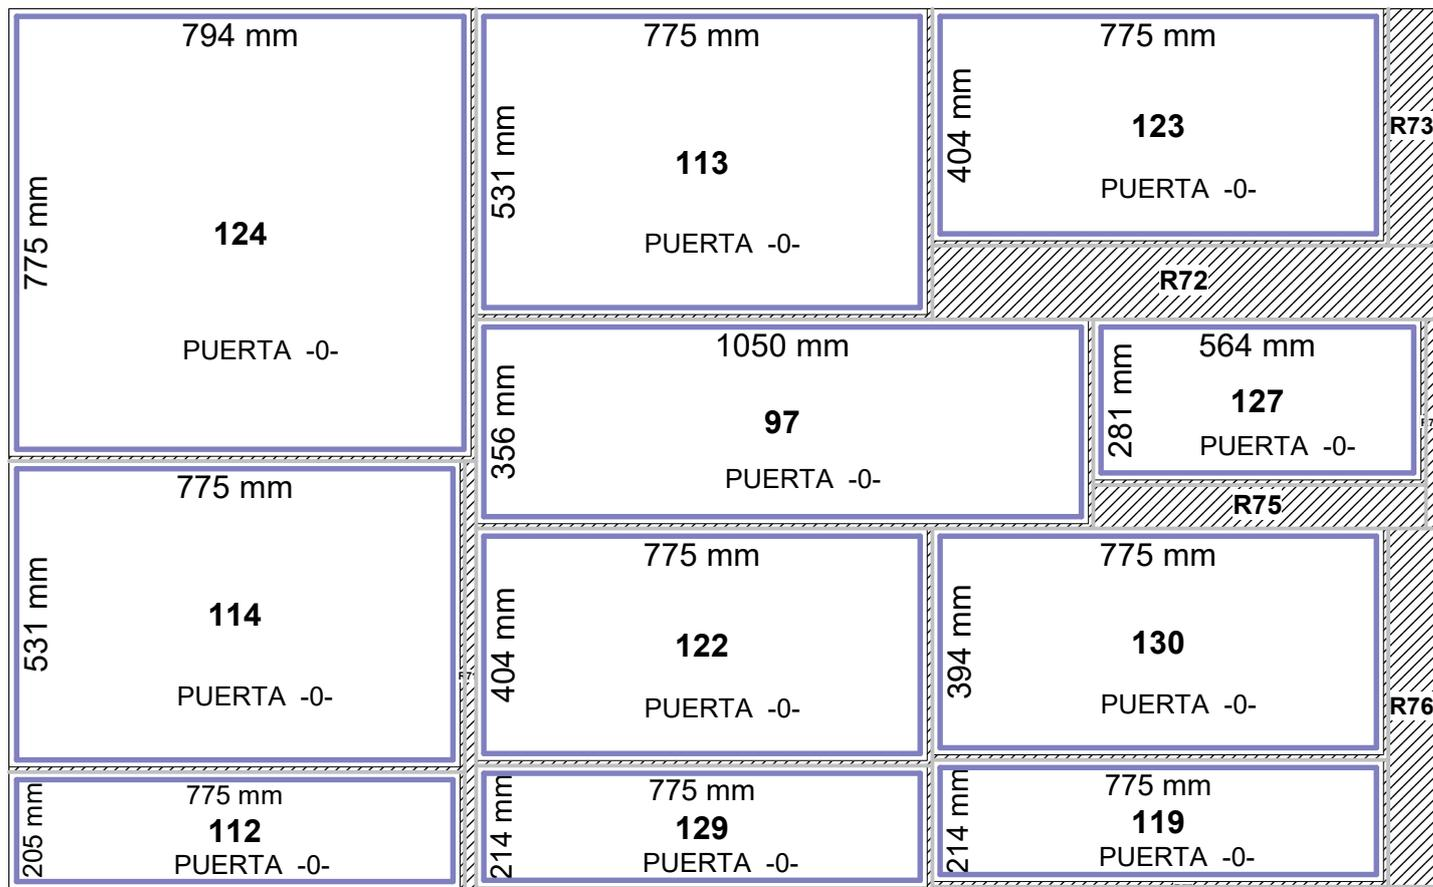 794 mm
775 mm
124
PUERTA -0-
775 mm
531 mm
113
PUERTA -0-
775 mm
404 mm
123
PUERTA -0-
R73
R72
1050 mm
356 mm
97
PUERTA -0-
564 mm
281 mm
127
PUERTA -0-
R75
775 mm
531 mm
114
PUERTA -0-
775 mm
404 mm
122
PUERTA -0-
775 mm
394 mm
130
PUERTA -0-
R76
775 mm
205 mm
112
PUERTA -0-
775 mm
214 mm
129
PUERTA -0-
775 mm
214 mm
119
PUERTA -0-